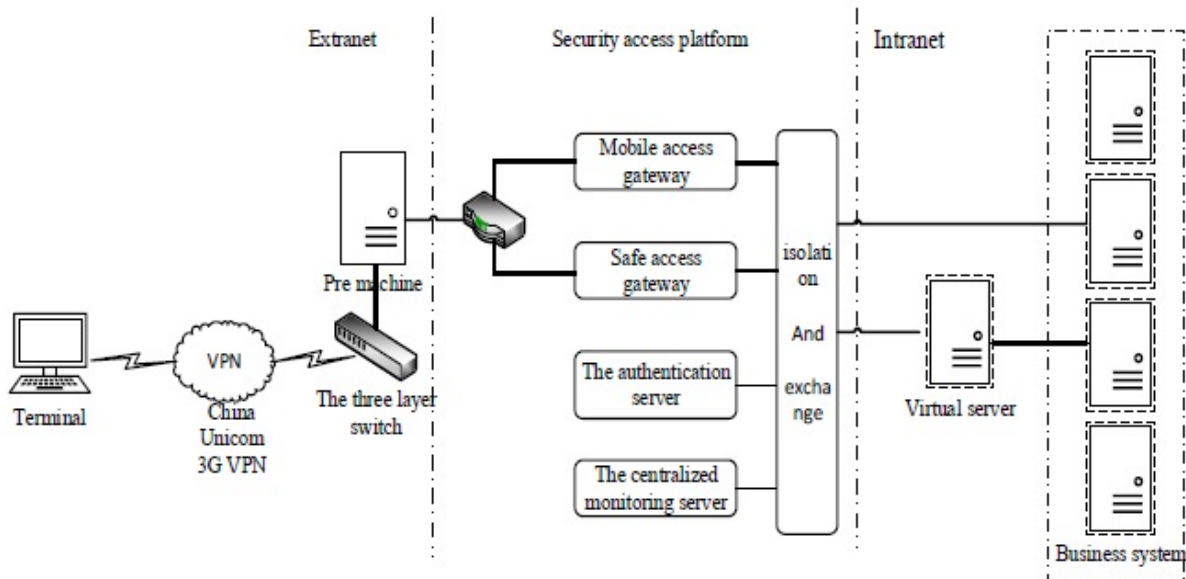 Extranet
Security access platform
Intranet
Mobile access
gateway
Safe access
gateway
isolati
on
And
excha
nge
Pre machine
VPN
The authentication
server
Terminal
China
Unicom
3G VPN
The three layer
switch
Virtual server
The centralized
monitoring server
Business system